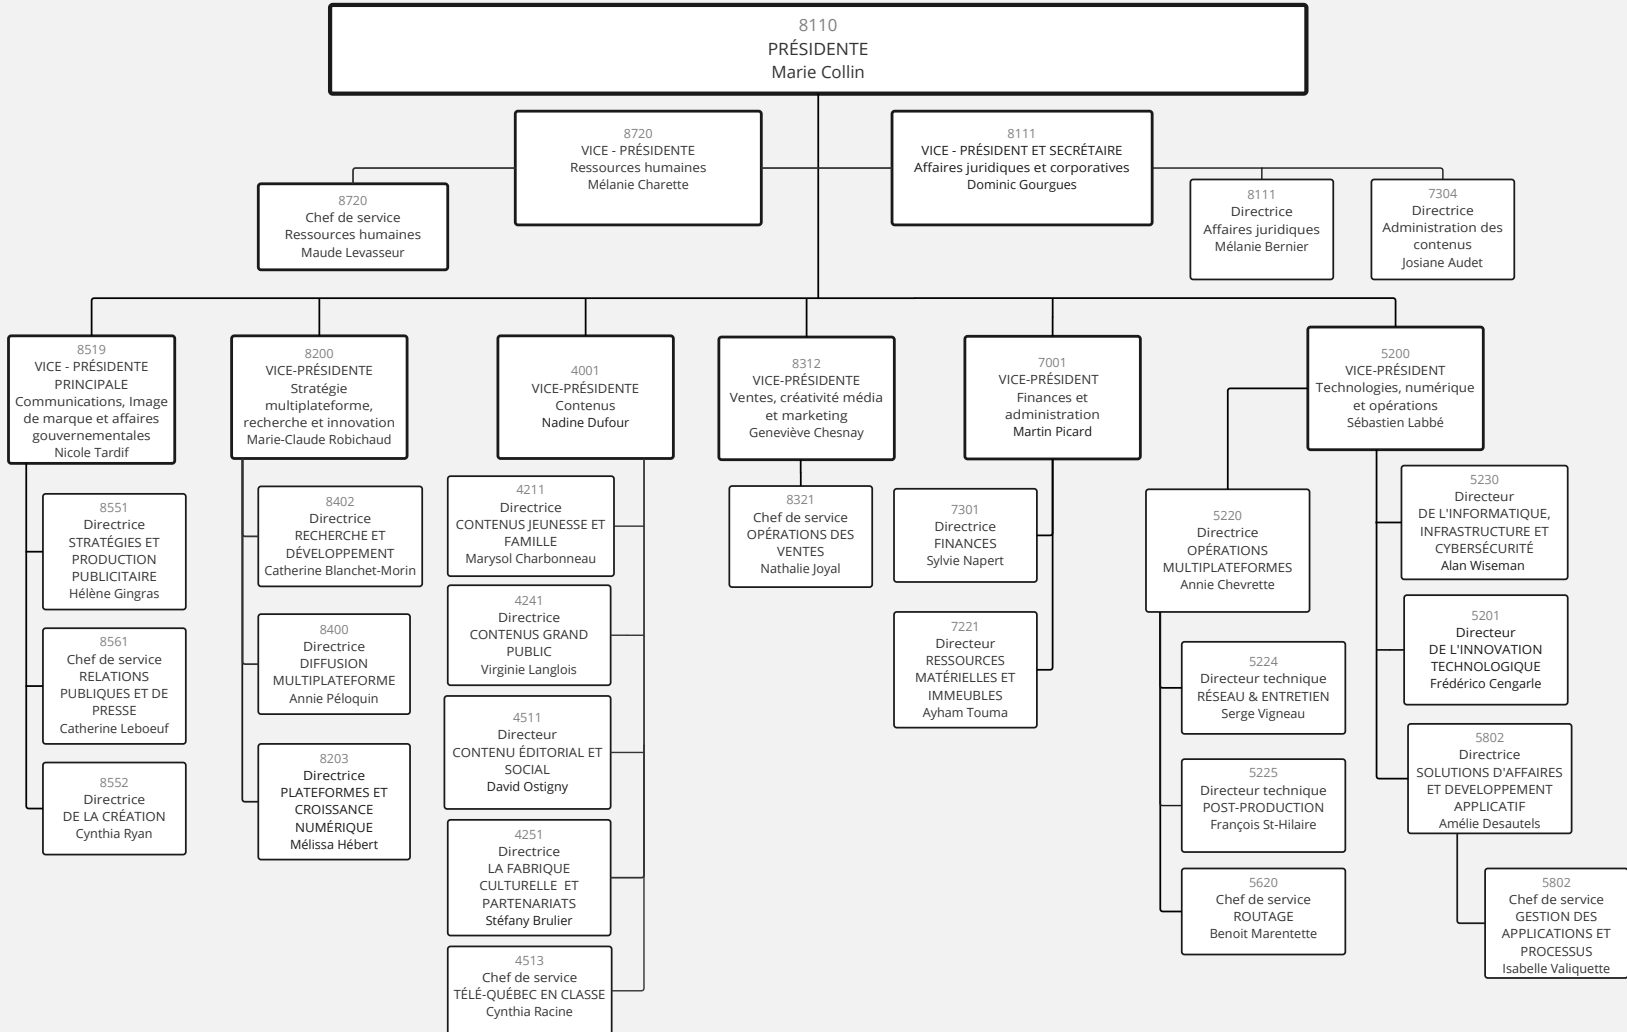 8110
PRÉSIDENTE
Marie Collin
8720
VICE - PRÉSIDENTE
Ressources humaines
Mélanie Charette
8111
VICE - PRÉSIDENT ET SECRÉTAIRE
Affaires juridiques et corporatives
Dominic Gourgues
8720
Chef de service
Ressources humaines
Maude Levasseur
8111
Directrice
Affaires juridiques
Mélanie Bernier
7304
Directrice
Administration des
contenus
Josiane Audet
8519
VICE - PRÉSIDENTE
PRINCIPALE
Communications, Image
de marque et affaires
gouvernementales
Nicole Tardif
8551
Directrice
STRATÉGIES ET
PRODUCTION
PUBLICITAIRE
Hélène Gingras
8561
Chef de service
RELATIONS
PUBLIQUES ET DE
PRESSE
Catherine Leboeuf
8552
Directrice
DE LA CRÉATION
Cynthia Ryan
8200
VICE-PRÉSIDENTE
Stratégie
multiplateforme,
recherche et innovation
Marie-Claude Robichaud
8402
Directrice
RECHERCHE ET
DÉVELOPPEMENT
Catherine Blanchet-Morin
8400
Directrice
DIFFUSION
MULTIPLATEFORME
Annie Péloquin
8203
Directrice
PLATEFORMES ET
CROISSANCE
NUMÉRIQUE
Mélissa Hébert
4001
VICE-PRÉSIDENTE
Contenus
Nadine Dufour
4211
Directrice
CONTENUS JEUNESSE ET
FAMILLE
Marysol Charbonneau
4241
Directrice
CONTENUS GRAND
PUBLIC
Virginie Langlois
4511
Directeur
CONTENU ÉDITORIAL ET
SOCIAL
David Ostigny
4251
Directrice
LA FABRIQUE
CULTURELLE ET
PARTENARIATS
Stéfany Brulier
4513
Chef de service
TÉLÉ-QUÉBEC EN CLASSE
Cynthia Racine
8312
VICE-PRÉSIDENTE
Ventes, créativité média
et marketing
Geneviève Chesnay
8321
Chef de service
OPÉRATIONS DES
VENTES
Nathalie Joyal
7001
VICE-PRÉSIDENT
Finances et
administration
Martin Picard
7301
Directrice
FINANCES
Sylvie Napert
7221
Directeur
RESSOURCES
MATÉRIELLES ET
IMMEUBLES
Ayham Touma
5200
VICE-PRÉSIDENT
Technologies, numérique
et opérations
Sébastien Labbé
5220
Directrice
OPÉRATIONS
MULTIPLATEFORMES
Annie Chevrette
5224
Directeur technique
RÉSEAU & ENTRETIEN
Serge Vigneau
5225
Directeur technique
POST-PRODUCTION
François St-Hilaire
5620
Chef de service
ROUTAGE
Benoit Marentette
5230
Directeur
DE L'INFORMATIQUE,
INFRASTRUCTURE ET
CYBERSÉCURITÉ
Alan Wiseman
5201
Directeur
DE L'INNOVATION
TECHNOLOGIQUE
Frédérico Cengarle
5802
Directrice
SOLUTIONS D'AFFAIRES
ET DEVELOPPEMENT
APPLICATIF
Amélie Desautels
5802
Chef de service
GESTION DES
APPLICATIONS ET
PROCESSUS
Isabelle Valiquette